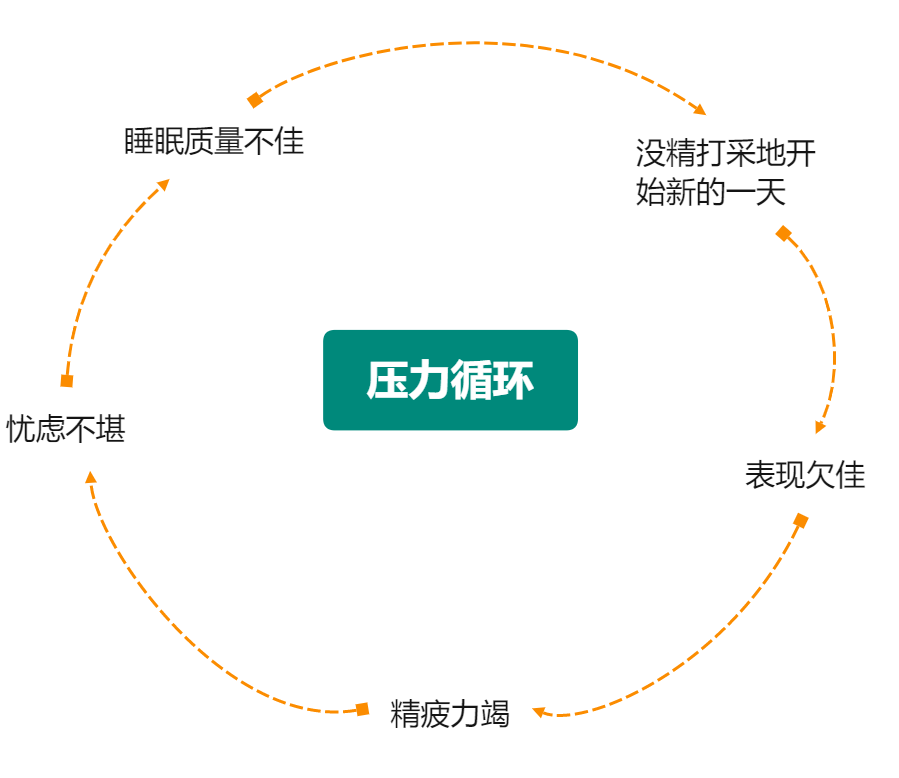 睡眠质量不佳
没精打采地开
始新的一天
压力循环
忧虑不堪
表现欠佳
精疲力竭